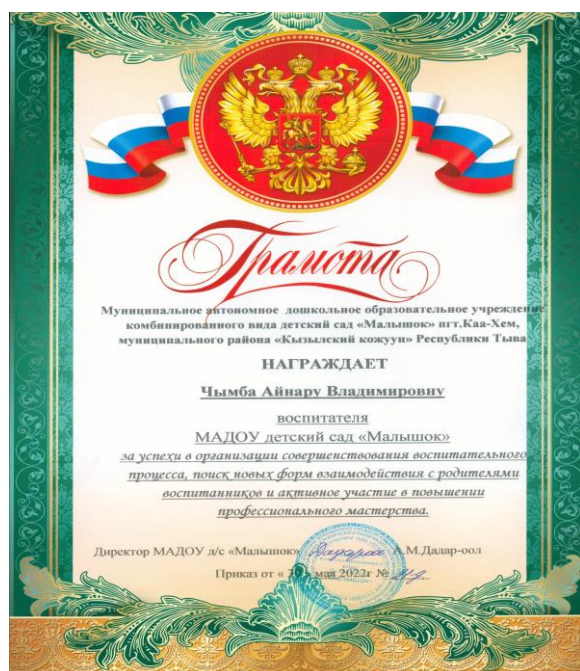 Грамота
Муниципальное автономное дошкольное образовательное учреждение
комбинированного вида детский сад «Малышок» пгт.Каа-Хем,
муниципального района «Кызылский кожуун» Республики Тыва
НАГРАЖДАЕТ
Чымба Айнару Владимировну
воспитателя
МАДОУ детский сад «Малышок»
за успехи в организации совершенствования воспитательного
процесса, поиск новых форм взаимодействия с родителями
воспитанников и активное участие в повышении
профессионального мастерства.
Директор МАДОУ д/с «Малышок» А.М.Дадар-оол
Приказ от « 30 » мая 2022г №